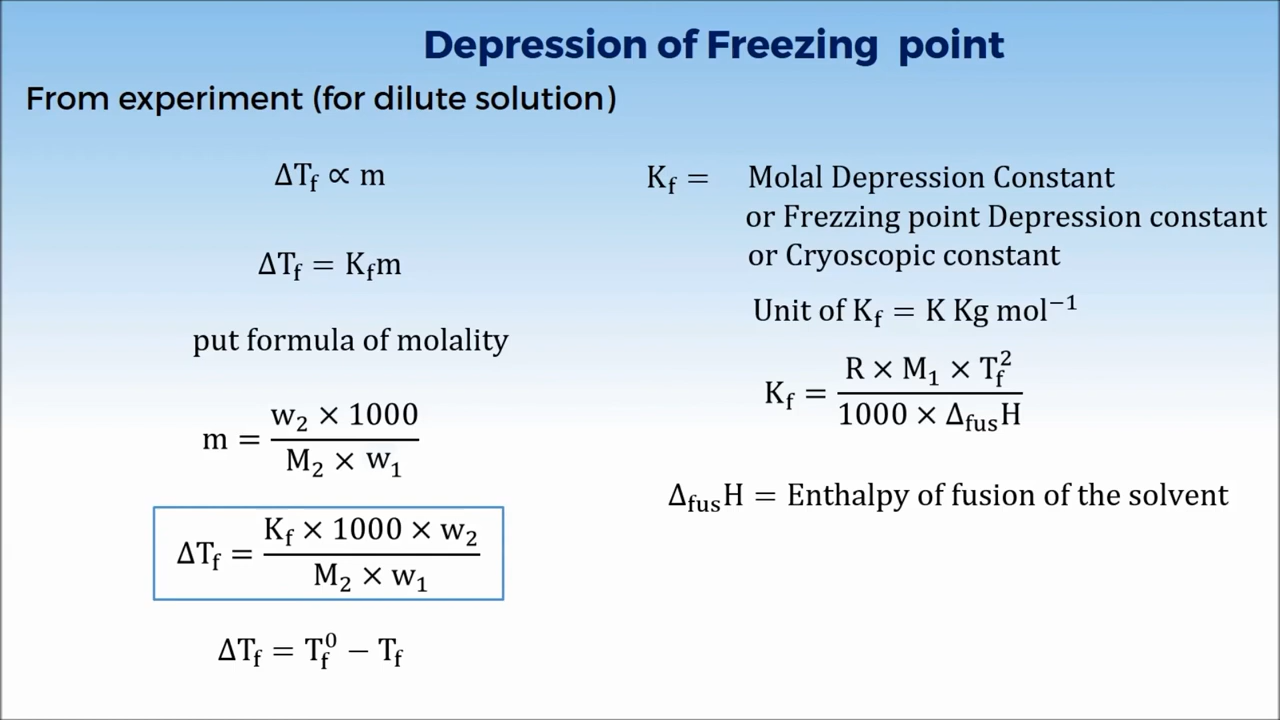 Depression of Freezing point
From experiment (for dilute solution)
ΔT_f ∝ m
ΔT_f = K_f m
put formula of molality
m = (w_2 × 1000) / (M_2 × w_1)
ΔT_f = (K_f × 1000 × w_2) / (M_2 × w_1)
ΔT_f = T_f^0 − T_f
K_f = Molal Depression Constant
or Frezzing point Depression constant
or Cryoscopic constant
Unit of K_f = K Kg mol^−1
K_f = (R × M_1 × T_f^2) / (1000 × Δ_fus H)
Δ_fus H = Enthalpy of fusion of the solvent